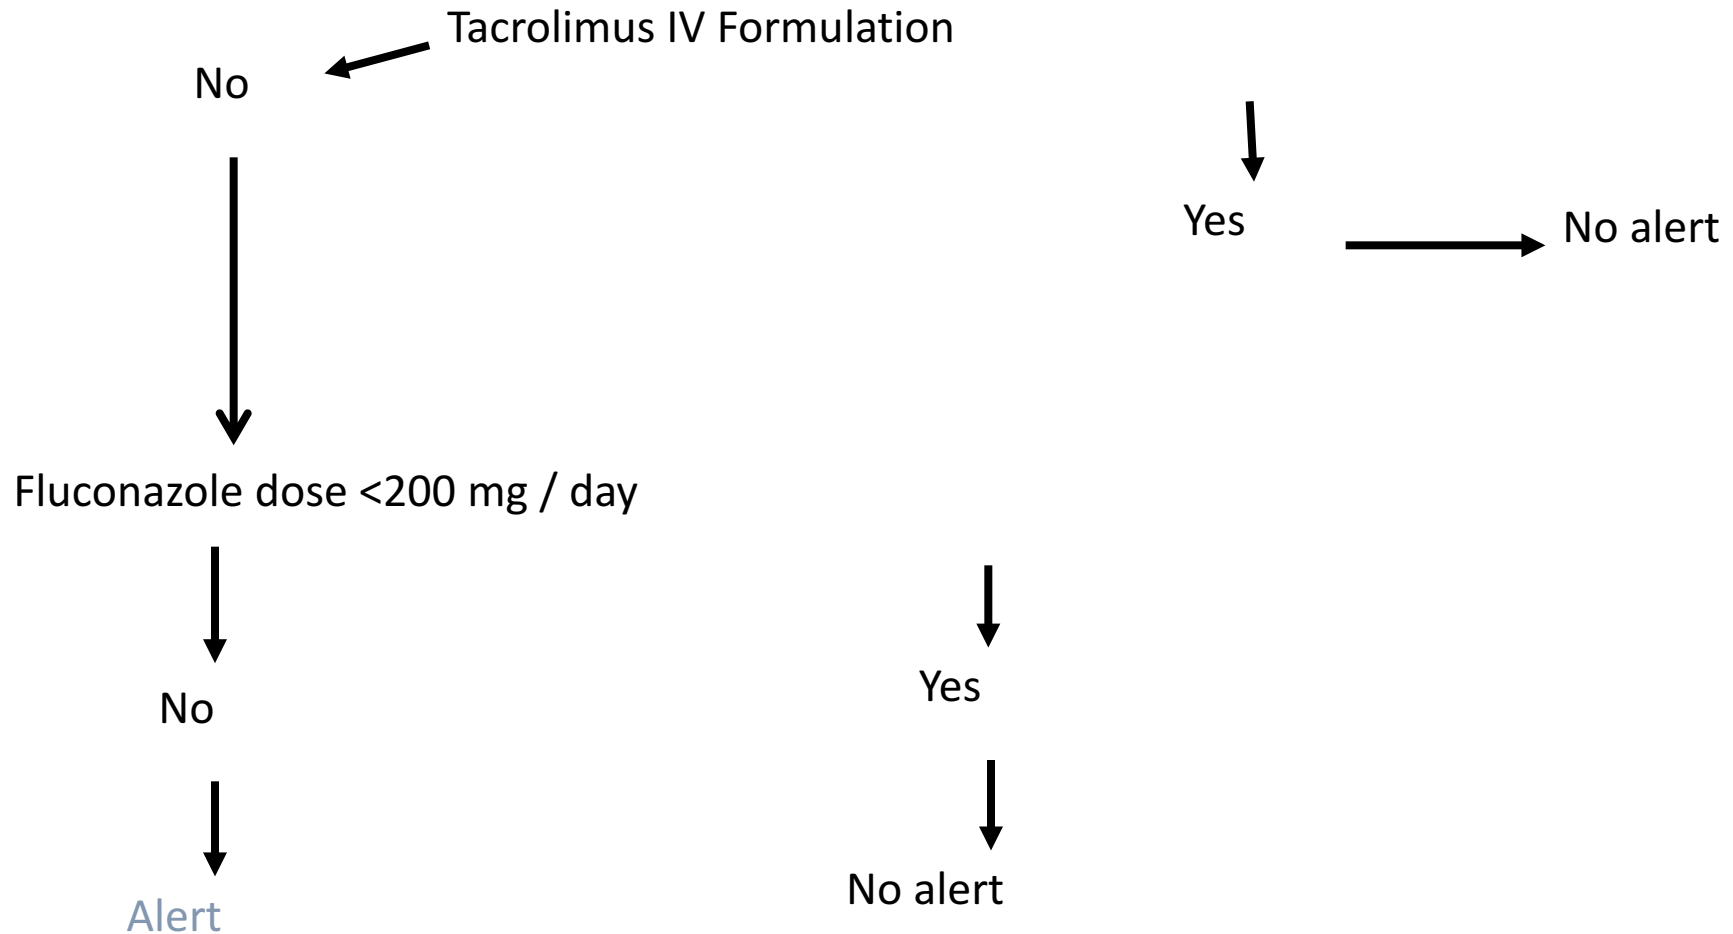 Tacrolimus IV Formulation
No
Yes
No alert
Fluconazole dose <200 mg / day
No
Yes
Alert
No alert